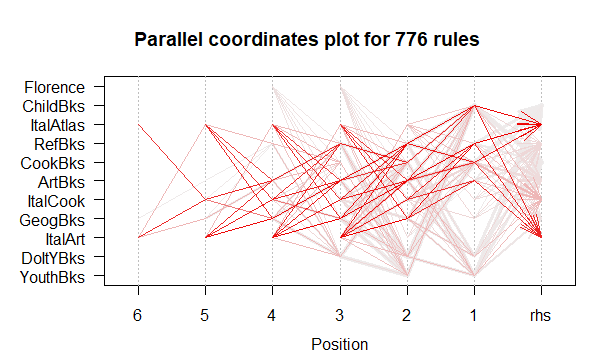 Parallel coordinates plot for 776 rules
Florence
ChildBks
ItalAtlas
RefBks
CookBks
ArtBks
ItalCook
GeogBks
ItalArt
DoItYBks
YouthBks
6 5 4 3 2 1 rhs
Position